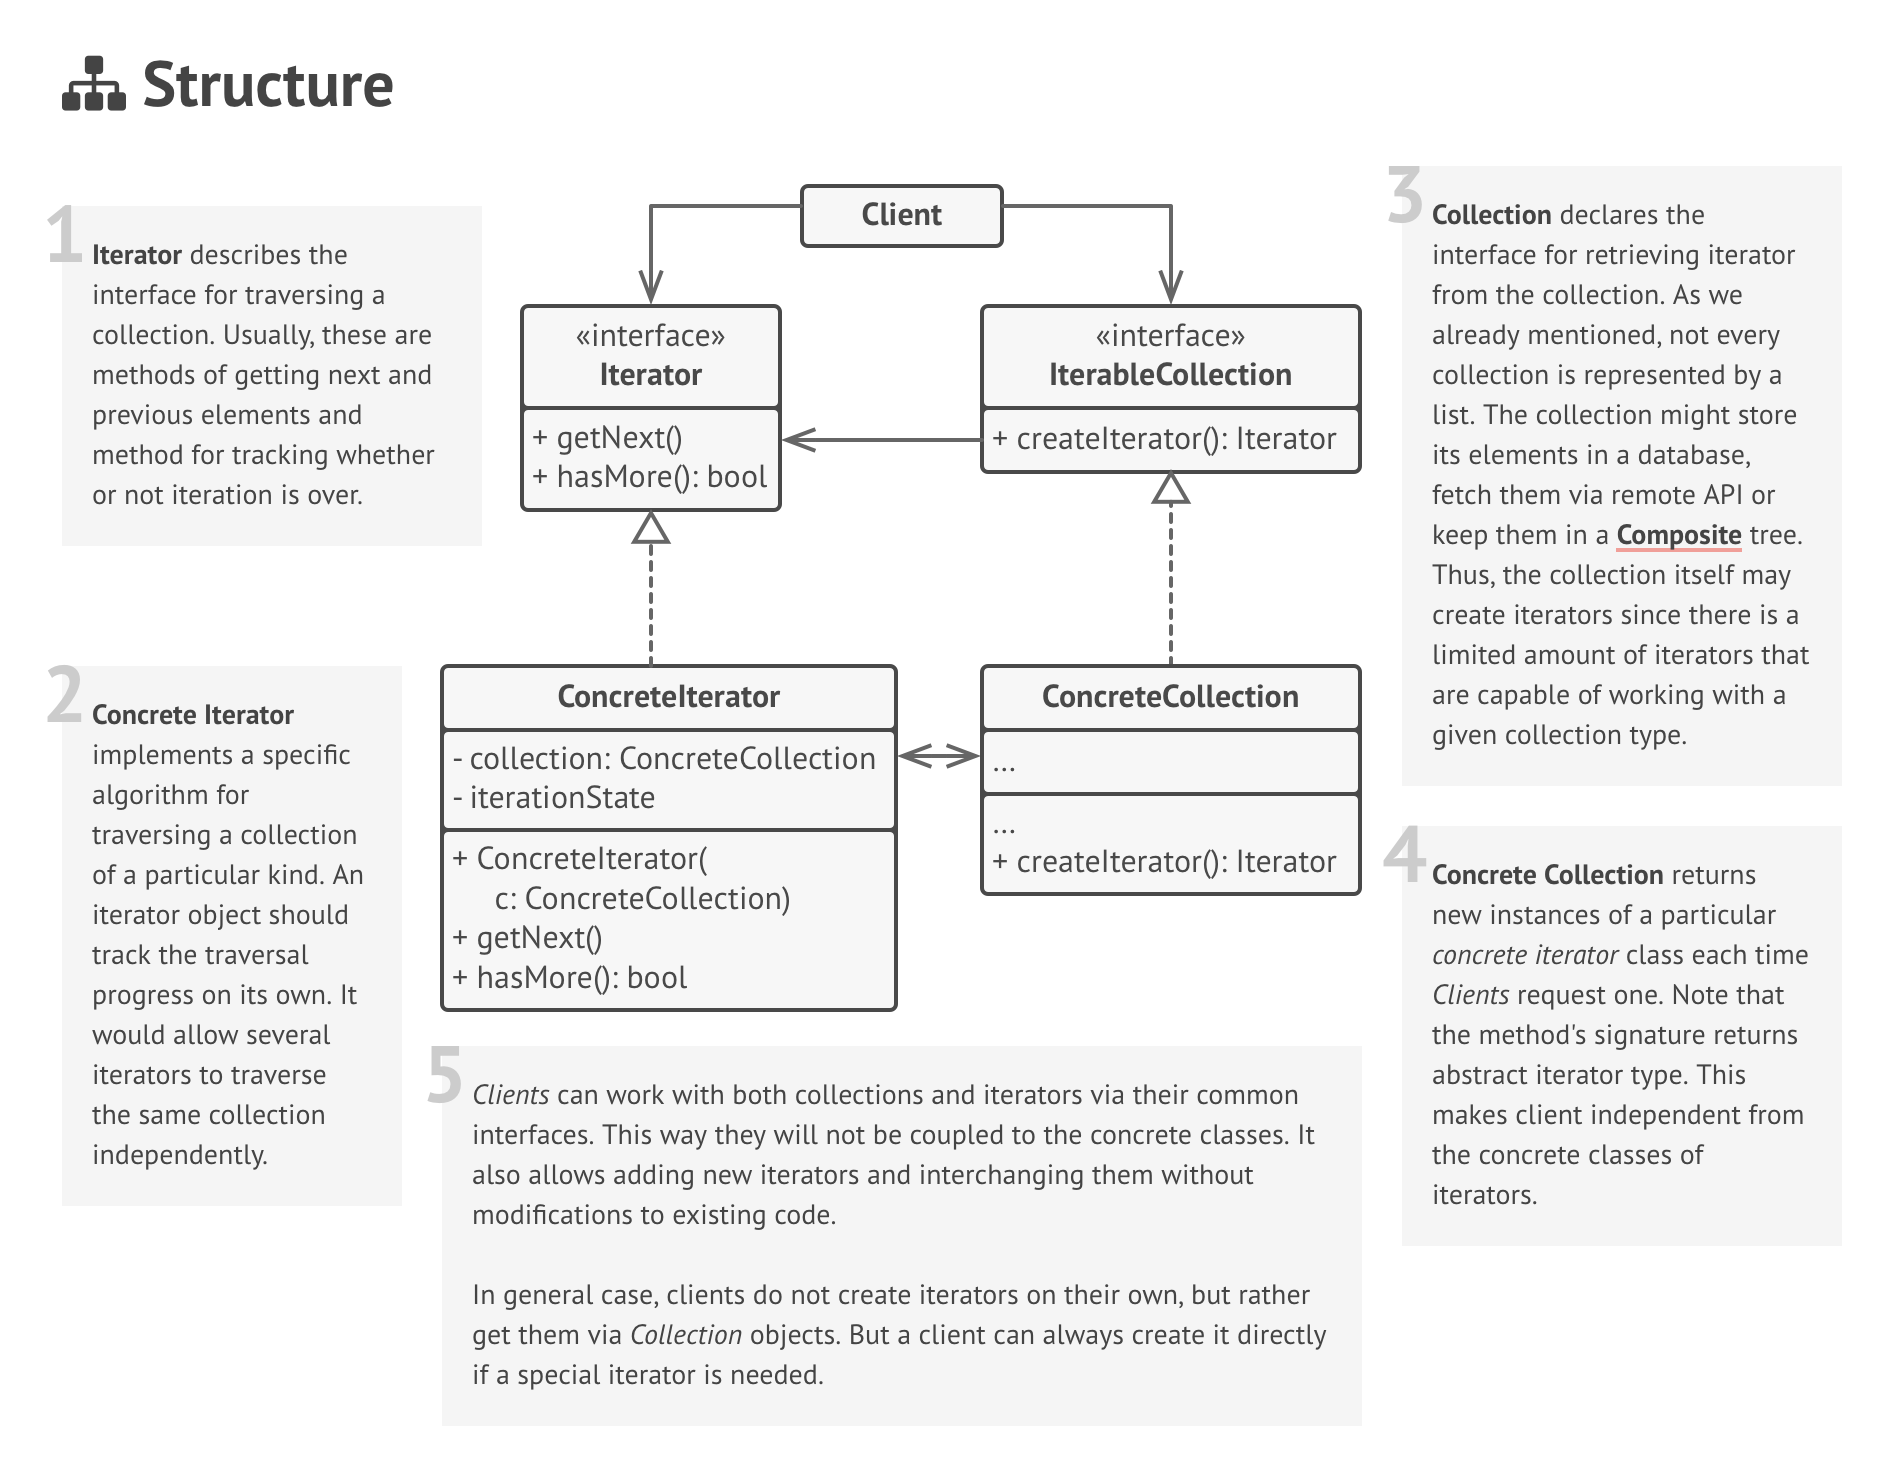 Structure
1
Iterator describes the
interface for traversing a
collection. Usually, these are
methods of getting next and
previous elements and
method for tracking whether
or not iteration is over.
2
Concrete Iterator
implements a specific
algorithm for
traversing a collection
of a particular kind. An
iterator object should
track the traversal
progress on its own. It
would allow several
iterators to traverse
the same collection
independently.
Client
«interface»
Iterator
+ getNext()
+ hasMore(): bool
«interface»
IterableCollection
+ createIterator(): Iterator
ConcreteIterator
- collection: ConcreteCollection
- iterationState
+ ConcreteIterator(
c: ConcreteCollection)
+ getNext()
+ hasMore(): bool
ConcreteCollection
...
...
+ createIterator(): Iterator
3
Collection declares the
interface for retrieving iterator
from the collection. As we
already mentioned, not every
collection is represented by a
list. The collection might store
its elements in a database,
fetch them via remote API or
keep them in a Composite tree.
Thus, the collection itself may
create iterators since there is a
limited amount of iterators that
are capable of working with a
given collection type.
4
Concrete Collection returns
new instances of a particular
concrete iterator class each time
Clients request one. Note that
the method's signature returns
abstract iterator type. This
makes client independent from
the concrete classes of
iterators.
5
Clients can work with both collections and iterators via their common
interfaces. This way they will not be coupled to the concrete classes. It
also allows adding new iterators and interchanging them without
modifications to existing code.
In general case, clients do not create iterators on their own, but rather
get them via Collection objects. But a client can always create it directly
if a special iterator is needed.